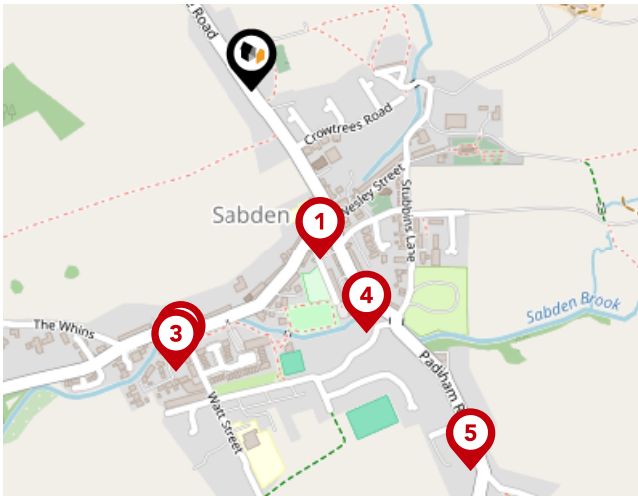 Road
Crowtrees Road
Wesley Street
Stubbins Lane
Sabden
1
4
Sabden Brook
The Whins
3
Padiham R
Watt Street
5